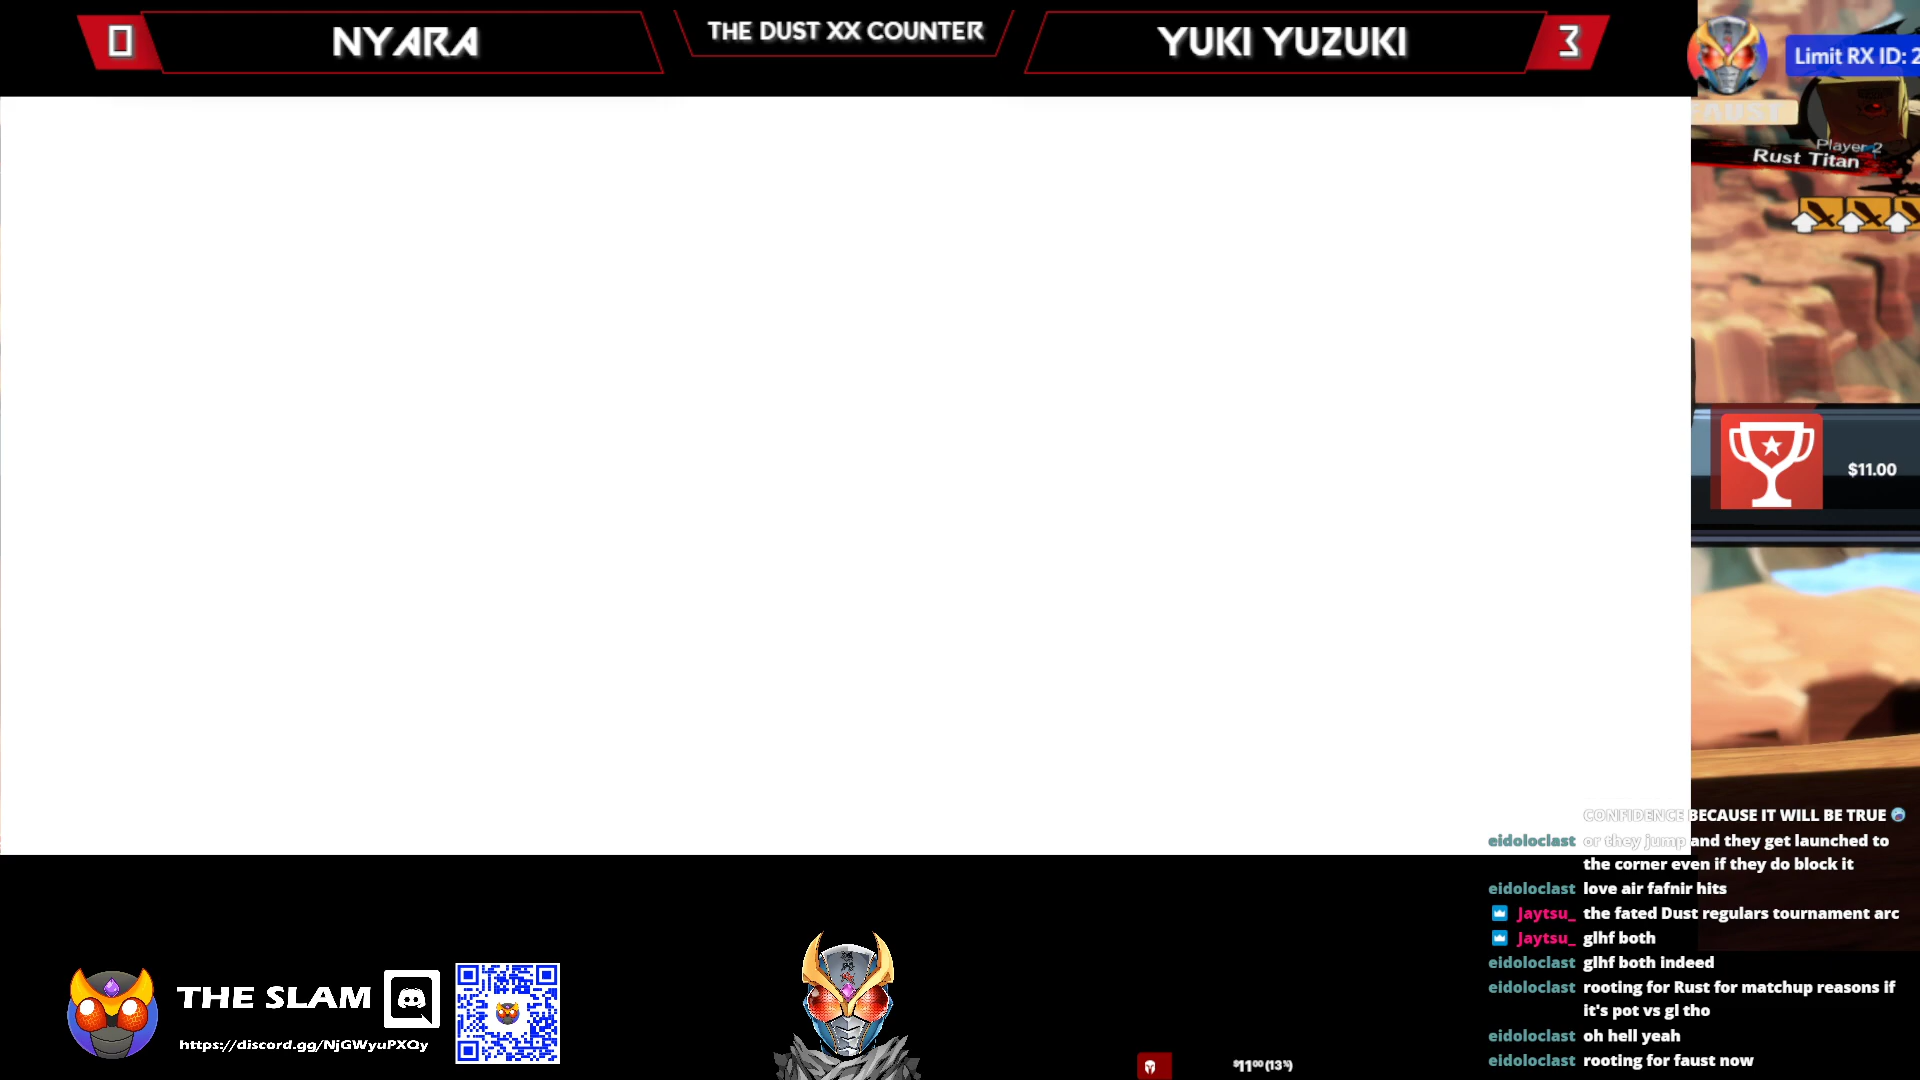 0
NYARA
THE DUST XX COUNTER
YUKI YUZUKI
3
Limit RX ID: 2
FAUST
Player 2
Rust Titan
$11.00
CONFIDENCE BECAUSE IT WILL BE TRUE
eidoloclast or they jump and they get launched to
the corner even if they do block it
eidoloclast love air fafnir hits
Jaytsu_ the fated Dust regulars tournament arc
Jaytsu_ glhf both
eidoloclast glhf both indeed
eidoloclast rooting for Rust for matchup reasons if
it's pot vs gl tho
eidoloclast oh hell yeah
eidoloclast rooting for faust now
THE SLAM
https://discord.gg/NjGWyuPXQy
$11⁰⁰ (13%)